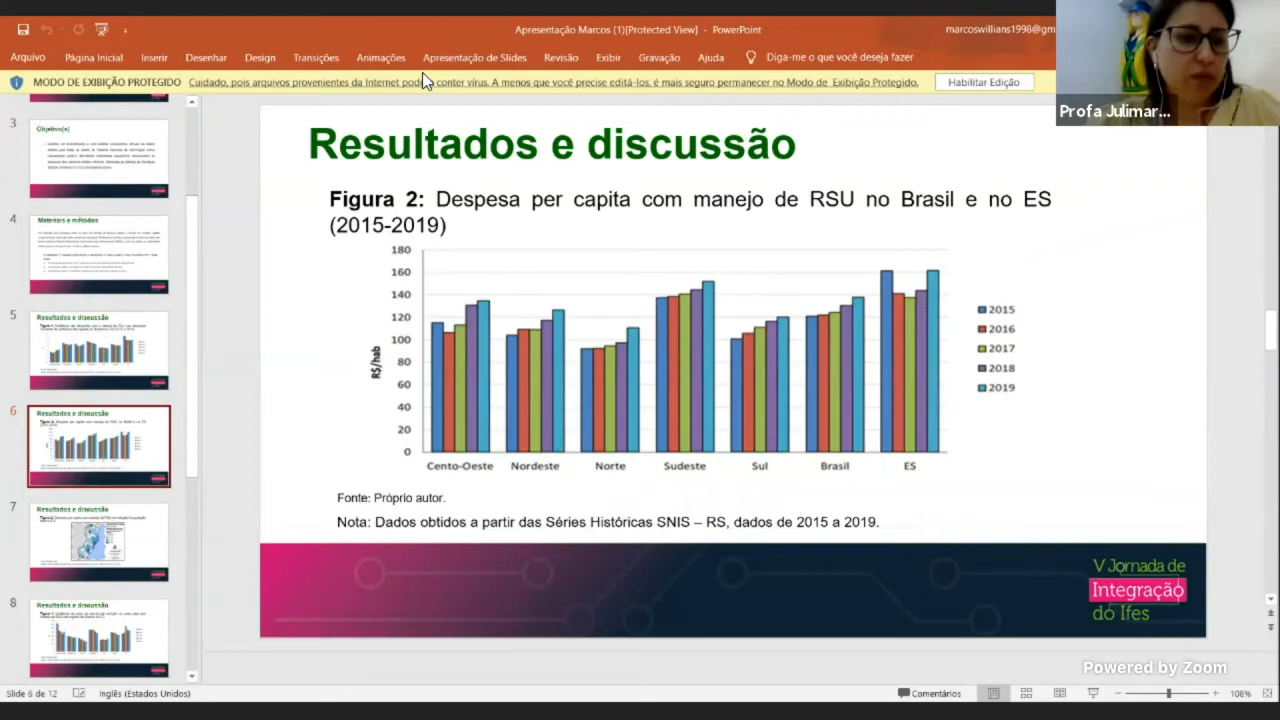 Apresentação Marcos (1)[Protected View] - PowerPoint
marcoswillians1998@gm
Arquivo Página Inicial Inserir Desenhar Design Transições Animações Apresentação de Slides Revisão Exibir Gravação Ajuda Diga-me o que você deseja fazer
MODO DE EXIBIÇÃO PROTEGIDO Cuidado, pois arquivos provenientes da Internet podem conter vírus. A menos que você precise editá-los, é mais seguro permanecer no Modo de Exibição Protegido. Habilitar Edição
Profa Julimar...
3
Objetivo(s)
4
Materiais e métodos
5
Resultados e discussão
6
Resultados e discussão
7
Resultados e discussão
8
Resultados e discussão
Resultados e discussão
Figura 2: Despesa per capita com manejo de RSU no Brasil e no ES
(2015-2019)
180
160
140
120
100
80
60
40
20
0
R$/hab
Cento-Oeste Nordeste Norte Sudeste Sul Brasil ES
2015
2016
2017
2018
2019
Fonte: Próprio autor.
Nota: Dados obtidos a partir das Séries Históricas SNIS – RS, dados de 2015 a 2019.
V Jornada de
Integração
do Ifes
Powered by Zoom
Slide 6 de 12 Inglês (Estados Unidos) Comentários 108%